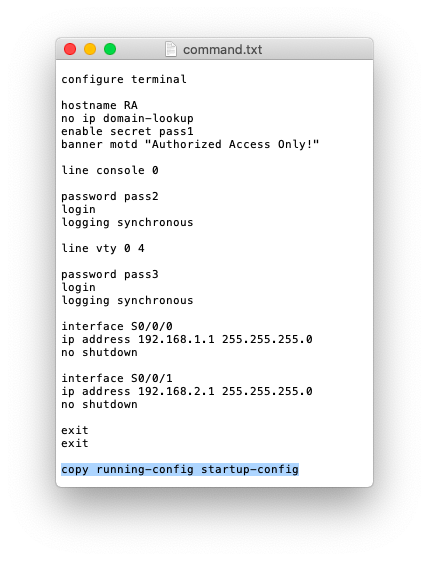 command.txt
configure terminal
hostname RA
no ip domain-lookup
enable secret pass1
banner motd "Authorized Access Only!"
line console 0
password pass2
login
logging synchronous
line vty 0 4
password pass3
login
logging synchronous
interface S0/0/0
ip address 192.168.1.1 255.255.255.0
no shutdown
interface S0/0/1
ip address 192.168.2.1 255.255.255.0
no shutdown
exit
exit
copy running-config startup-config